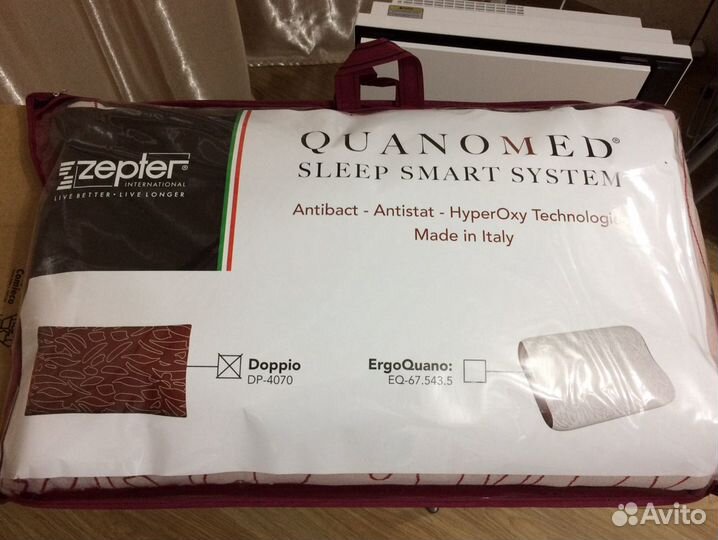 zepter®
INTERNATIONAL
LIVE BETTER • LIVE LONGER
QUANOMED®
SLEEP SMART SYSTEM
Antibact - Antistat - HyperOxy
Made in Italy
Doppio
DP-4070
ErgoQuano:
EQ-67.543.5
Comieco
Avito